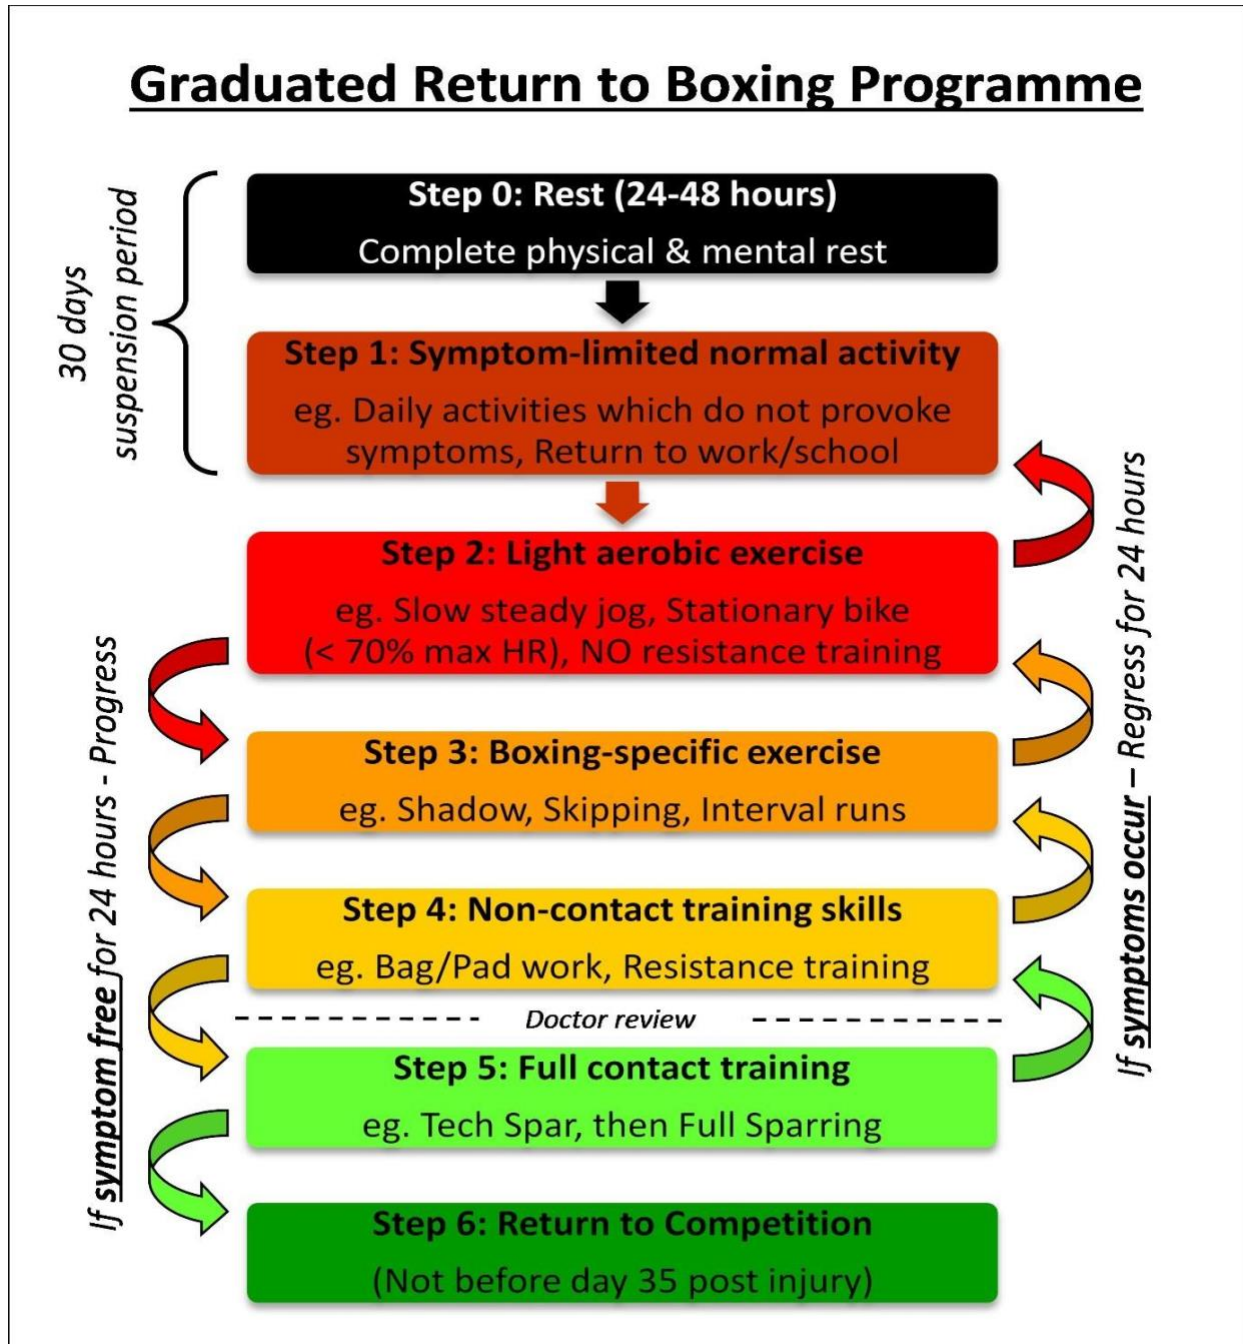 Graduated Return to Boxing Programme
30 days
suspension period
Step 0: Rest (24-48 hours)
Complete physical & mental rest
Step 1: Symptom-limited normal activity
eg. Daily activities which do not provoke
symptoms, Return to work/school
Step 2: Light aerobic exercise
eg. Slow steady jog, Stationary bike
(< 70% max HR), NO resistance training
Step 3: Boxing-specific exercise
eg. Shadow, Skipping, Interval runs
Step 4: Non-contact training skills
eg. Bag/Pad work, Resistance training
Doctor review
Step 5: Full contact training
eg. Tech Spar, then Full Sparring
Step 6: Return to Competition
(Not before day 35 post injury)
If symptom free for 24 hours - Progress
If symptoms occur – Regress for 24 hours